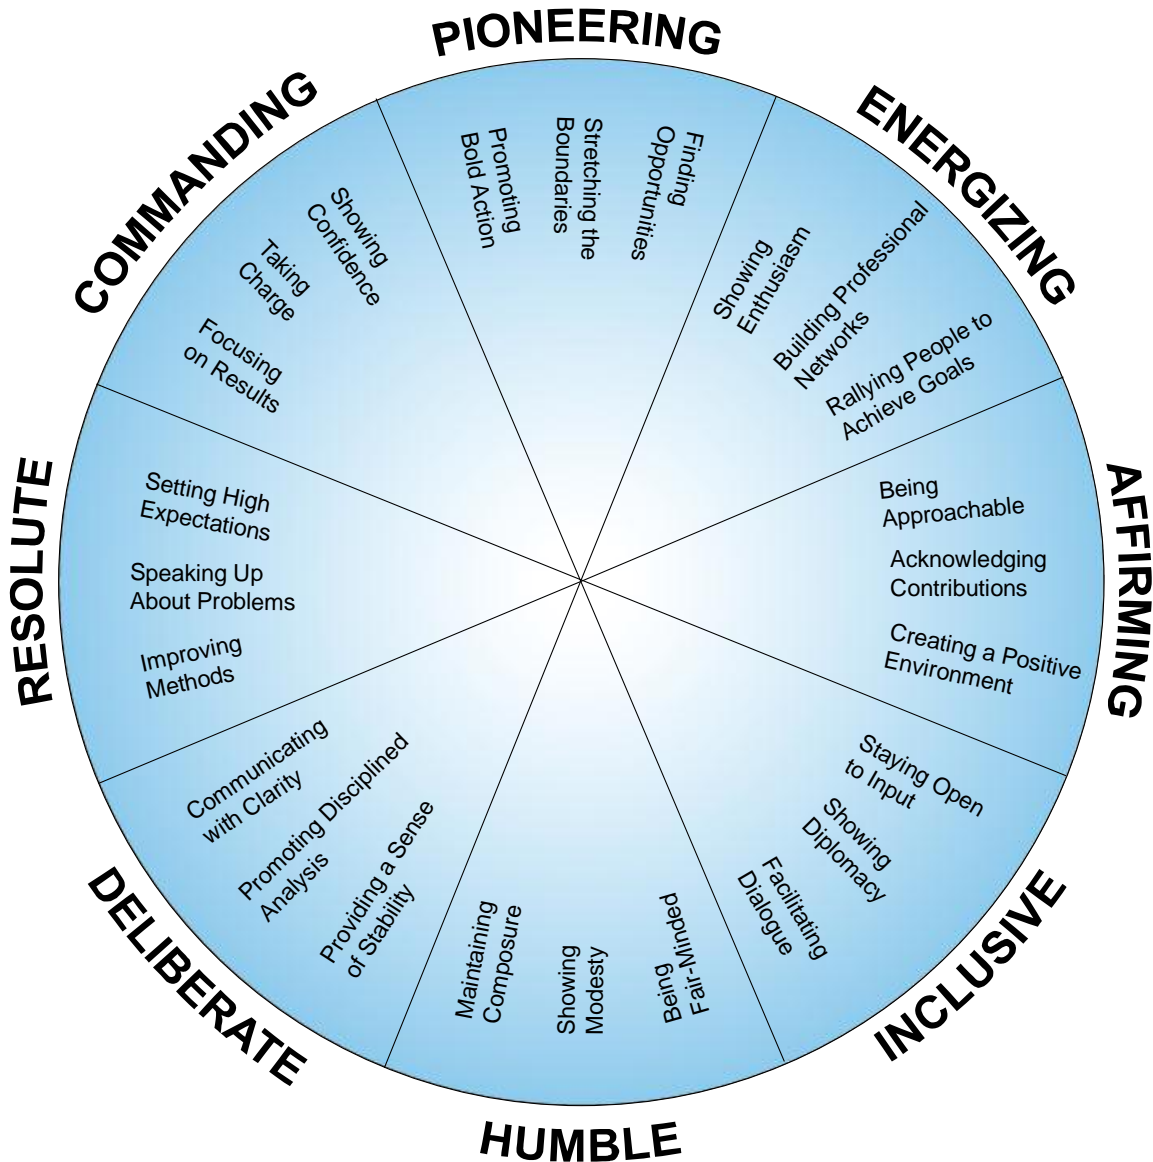 PIONEERING
Promoting
Bold Action
Stretching the
Boundaries
Finding
Opportunities
ENERGIZING
Showing
Enthusiasm
Building Professional
Networks
Rallying People to
Achieve Goals
AFFIRMING
Being
Approachable
Acknowledging
Contributions
Creating a Positive
Environment
INCLUSIVE
Staying Open
to Input
Showing
Diplomacy
Facilitating
Dialogue
HUMBLE
Being
Fair-Minded
Showing
Modesty
Maintaining
Composure
DELIBERATE
Providing a Sense
of Stability
Promoting Disciplined
Analysis
Communicating
with Clarity
RESOLUTE
Improving
Methods
Speaking Up
About Problems
Setting High
Expectations
COMMANDING
Focusing
on Results
Taking
Charge
Showing
Confidence